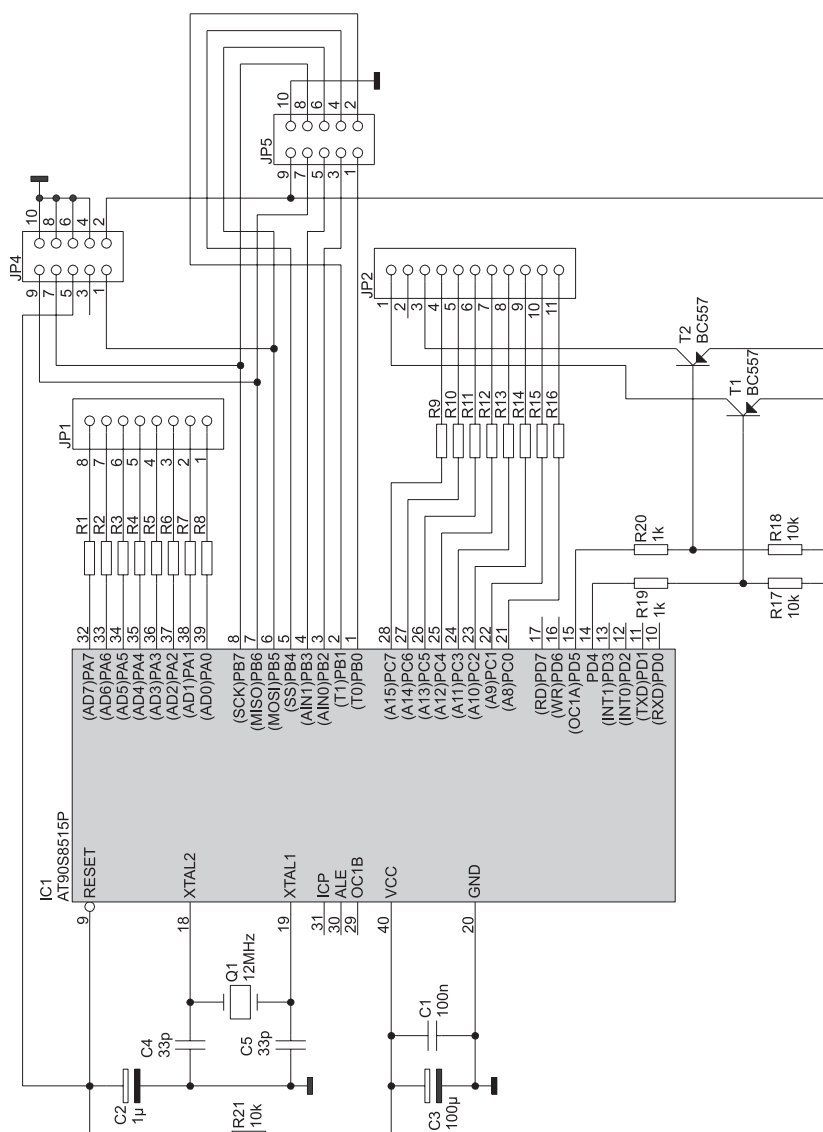 10
8
6
4
2
JP5
9
7
5
3
1
10
8
6
4
2
JP4
9
7
5
3
1
JP2
1
2
3
4
5
6
7
8
9
10
11
T2
BC557
T1
BC557
JP1
8
7
6
5
4
3
2
1
R1
R2
R3
R4
R5
R6
R7
R8
R9
R10
R11
R12
R13
R14
R15
R16
R20
1k
R18
10k
R19
1k
R17
10k
32
33
34
35
36
37
38
39
8
7
6
5
4
3
2
1
28
27
26
25
24
23
22
21
17
16
15
14
13
12
11
10
(AD7)PA7
(AD6)PA6
(AD5)PA5
(AD4)PA4
(AD3)PA3
(AD2)PA2
(AD1)PA1
(AD0)PA0
(SCK)PB7
(MISO)PB6
(MOSI)PB5
(SS)PB4
(AIN1)PB3
(AIN0)PB2
(T1)PB1
(T0)PB0
(A15)PC7
(A14)PC6
(A13)PC5
(A12)PC4
(A11)PC3
(A10)PC2
(A9)PC1
(A8)PC0
(RD)PD7
(WR)PD6
(OC1A)PD5
PD4
(INT1)PD3
(INT0)PD2
(TXD)PD1
(RXD)PD0
IC1
AT90S8515P
RESET
XTAL2
XTAL1
ICP
ALE
OC1B
VCC
GND
9
18
19
31
30
29
40
20
Q1
12MHz
C4
33p
C5
33p
C1
100n
C2
1µ
R21
10k
C3
100µ